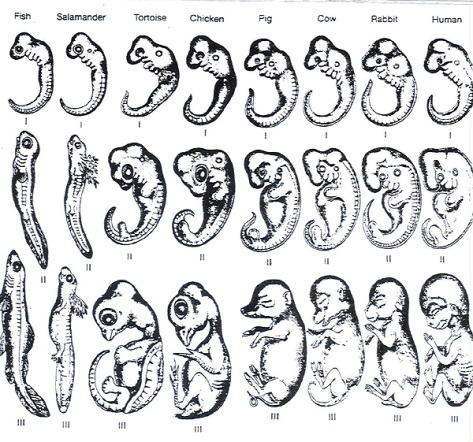 Fish Salamander Tortoise Chicken Pig Cow Rabbit Human
I I I I I I I I
II II II II II II II II
III III III III III III III III